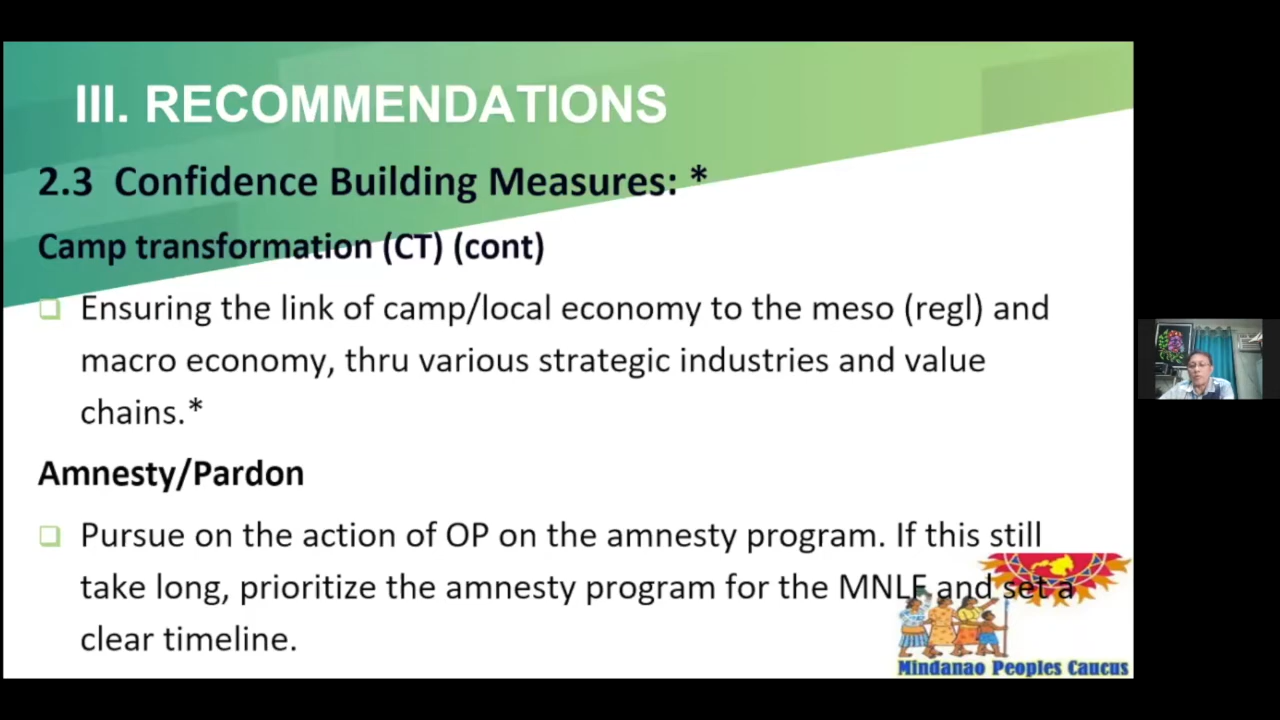 III. RECOMMENDATIONS
2.3 Confidence Building Measures: *
Camp transformation (CT) (cont)
Ensuring the link of camp/local economy to the meso (regl) and
macro economy, thru various strategic industries and value
chains.*
Amnesty/Pardon
Pursue on the action of OP on the amnesty program. If this still
take long, prioritize the amnesty program for the MNLF and set a
clear timeline.
Mindanao Peoples Caucus